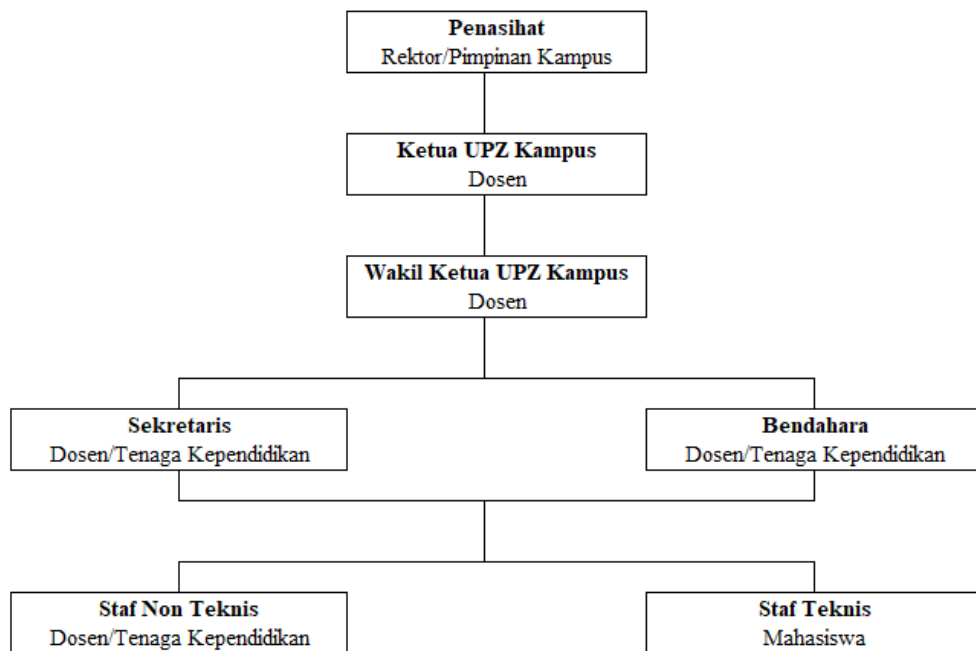 Penasihat
Rektor/Pimpinan Kampus
Ketua UPZ Kampus
Dosen
Wakil Ketua UPZ Kampus
Dosen
Sekretaris
Dosen/Tenaga Kependidikan
Bendahara
Dosen/Tenaga Kependidikan
Staf Non Teknis
Dosen/Tenaga Kependidikan
Staf Teknis
Mahasiswa